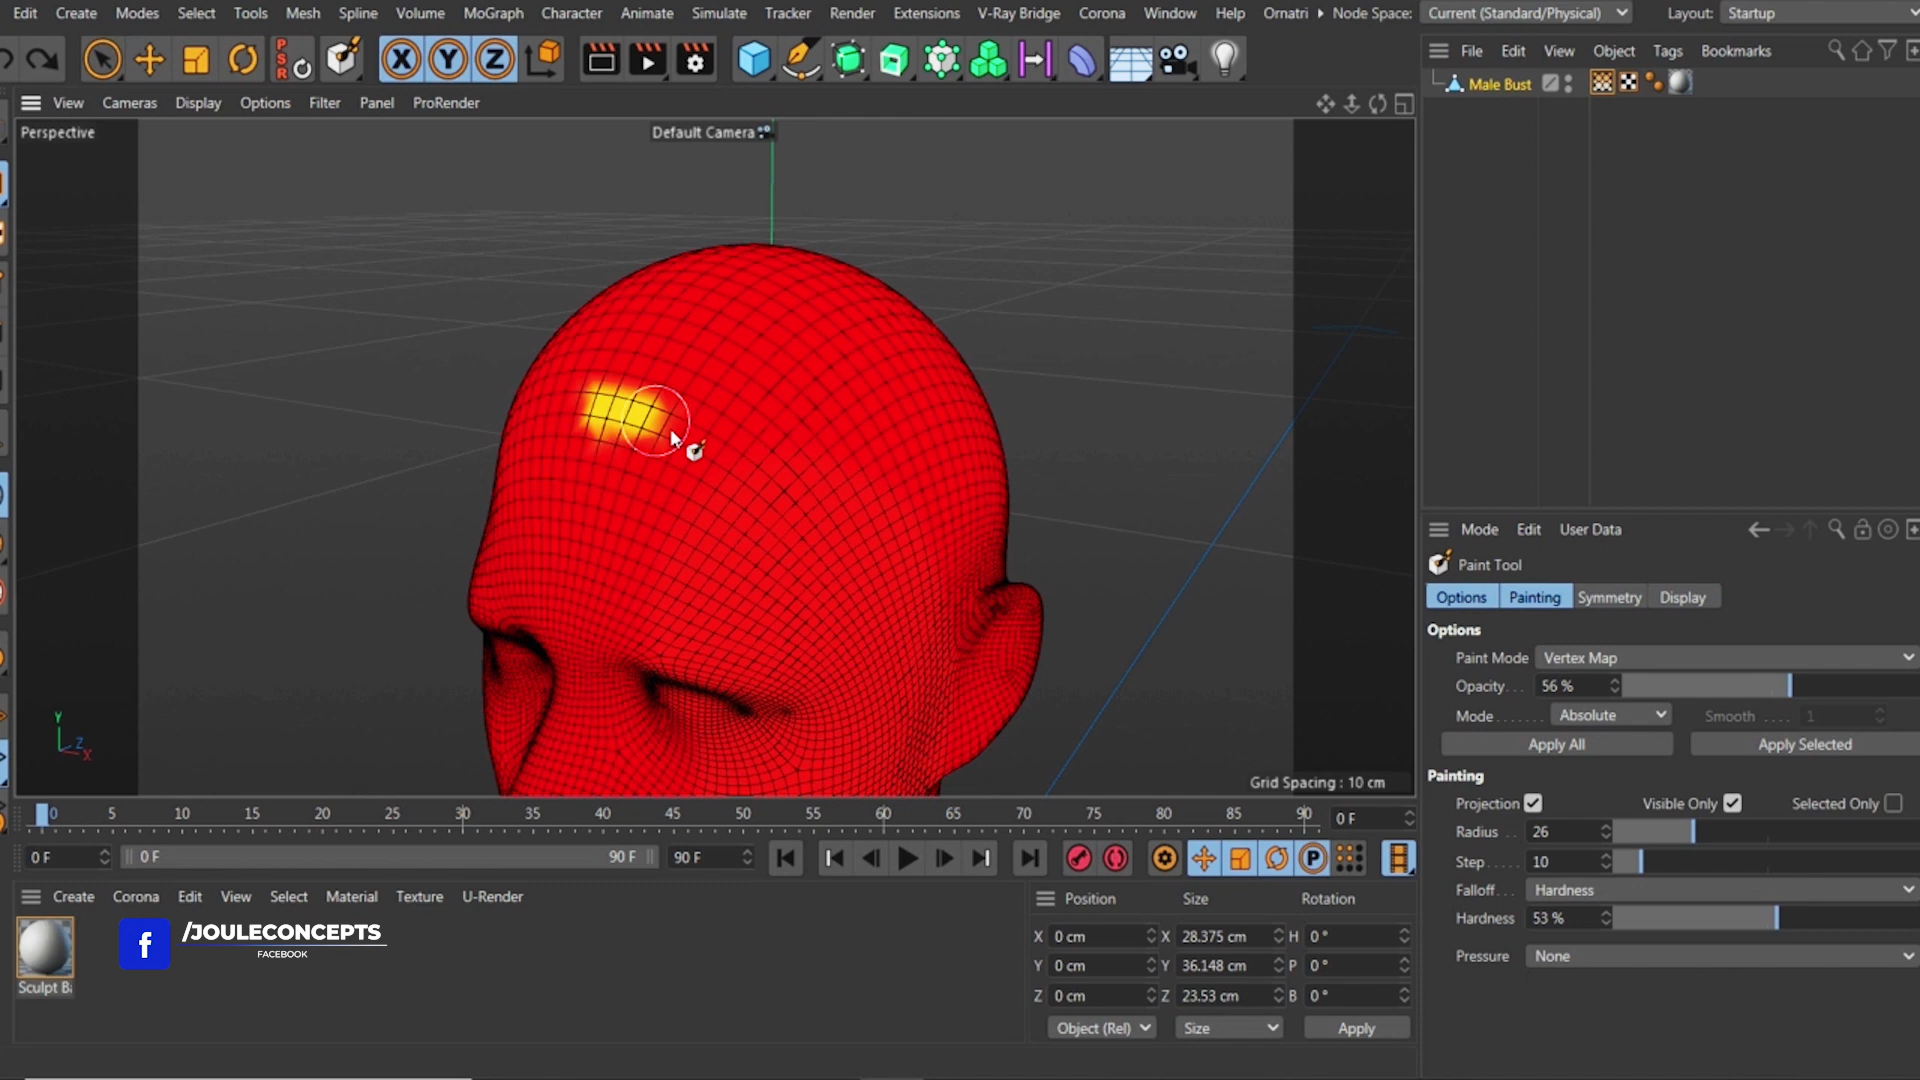 Edit Create Modes Select Tools Mesh Spline Volume MoGraph Character Animate Simulate Tracker Render Extensions V-Ray Bridge Corona Window Help Ornatri Node Space: Current (Standard/Physical) Layout: Startup
PSR X Y Z
File Edit View Object Tags Bookmarks
Male Bust
View Cameras Display Options Filter Panel ProRender
Perspective
Default Camera
Y
Z
X
Grid Spacing : 10 cm
Mode Edit User Data
Paint Tool
Options Painting Symmetry Display
Options
Paint Mode Vertex Map
Opacity. . . 56 %
Mode . . . . . . . Absolute Smooth . . . . 1
Apply All Apply Selected
Painting
Projection Visible Only Selected Only
Radius . . 26
Step. . . . . 10
Falloff. . . Hardness
Hardness 53 %
Pressure None
0 5 10 15 20 25 30 35 40 45 50 55 60 65 70 75 80 85 90 0 F
0 F 0 F 90 F 90 F P
Create Corona Edit View Select Material Texture U-Render
Sculpt Ba
f /JOULECONCEPTS
FACEBOOK
Position Size Rotation
X 0 cm X 28.375 cm H 0 °
Y 0 cm Y 36.148 cm P 0 °
Z 0 cm Z 23.53 cm B 0 °
Object (Rel) Size Apply